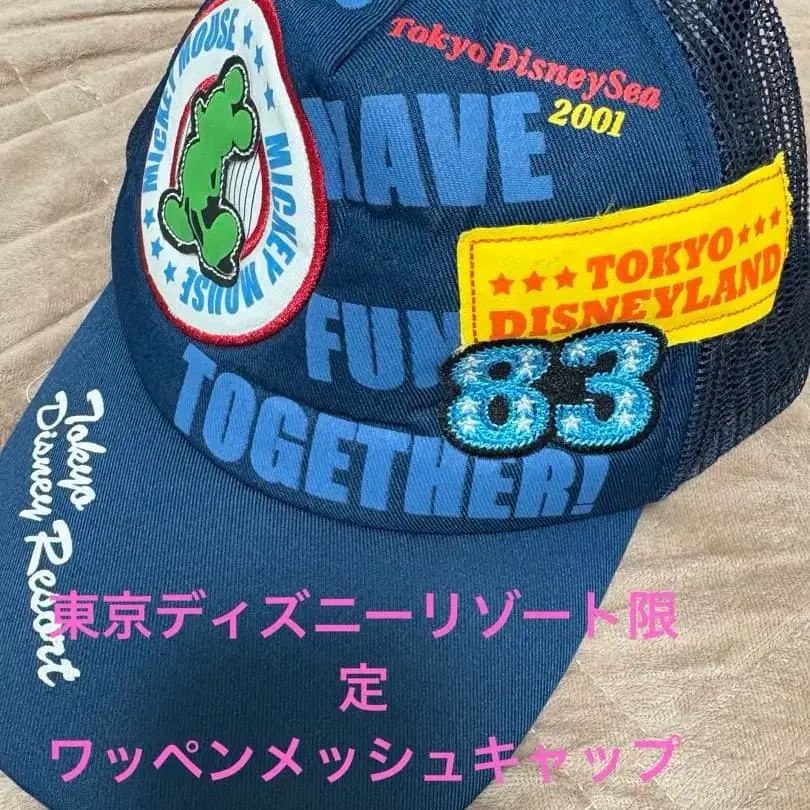 MICKEY MOUSE ★★★ MICKEY MOUSE ★★★
Tokyo DisneySea
2001
HAVE
FUN
TOGETHER!
★★★ TOKYO ★★★
DISNEYLAND
83
Tokyo
Disney Resort
東京ディズニーリゾート限
定
ワッペンメッシュキャップ